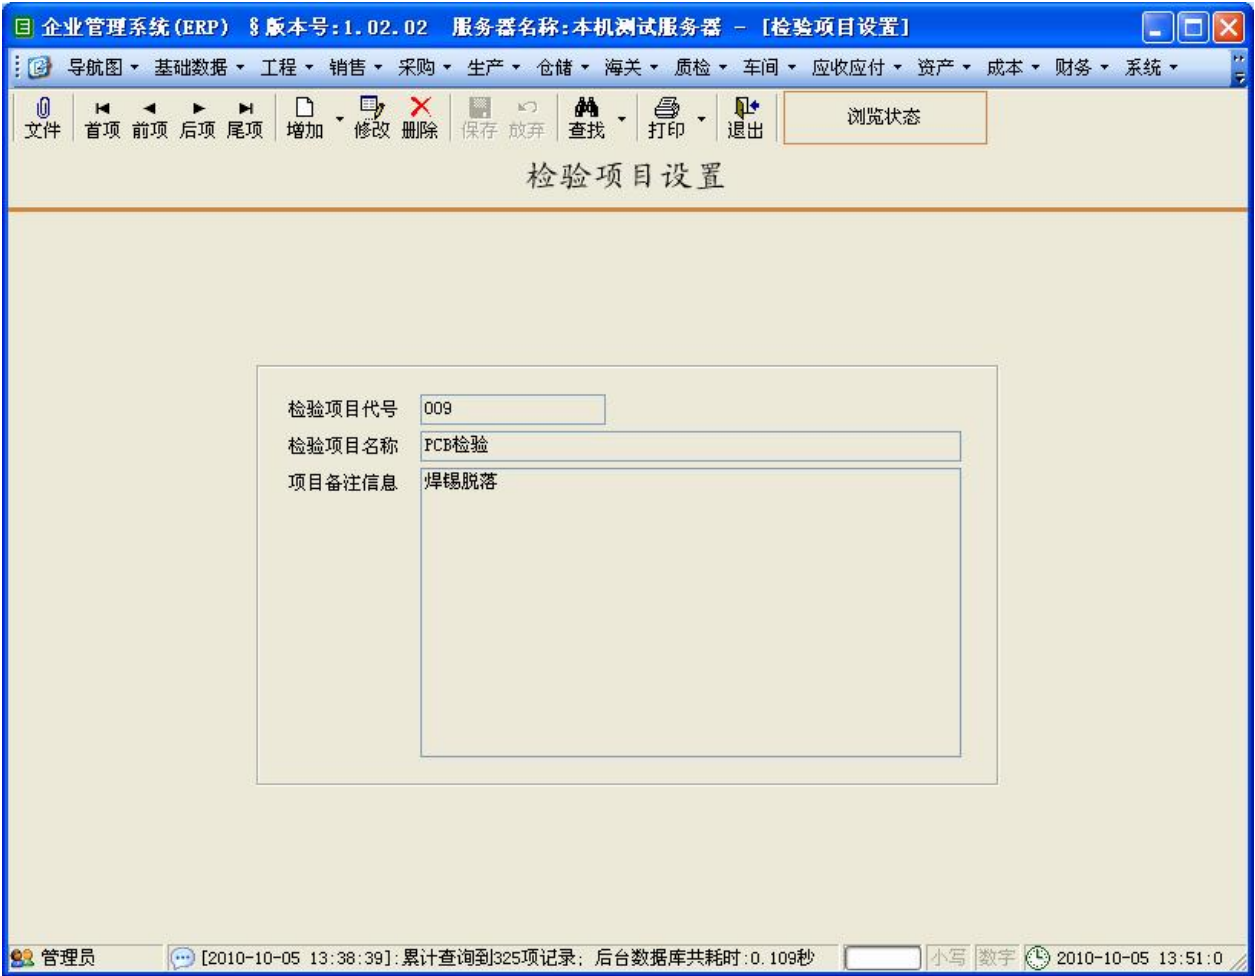 企业管理系统(ERP) §版本号:1.02.02 服务器名称:本机测试服务器 - [检验项目设置]
导航图 基础数据 工程 销售 采购 生产 仓储 海关 质检 车间 应收应付 资产 成本 财务 系统
文件 首项 前项 后项 尾项 增加 修改 删除 保存 放弃 查找 打印 退出 浏览状态
检验项目设置
检验项目代号 009
检验项目名称 PCB检验
项目备注信息 焊锡脱落
管理员 [2010-10-05 13:38:39]:累计查询到325项记录; 后台数据库共耗时:0.109秒 小写 数字 2010-10-05 13:51:0